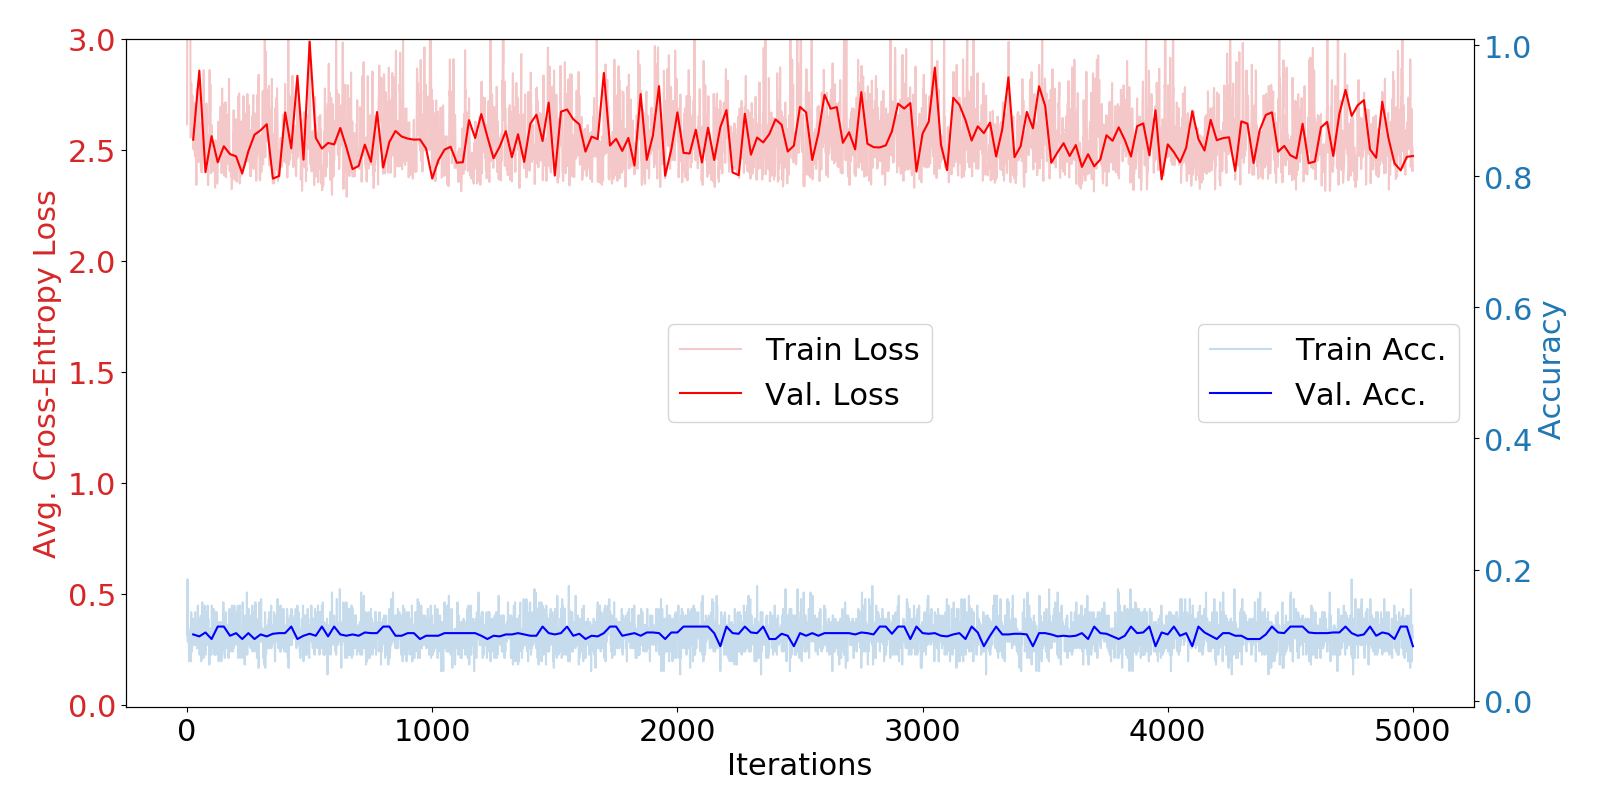 3.0
2.5
2.0
1.5
1.0
0.5
0.0
Avg. Cross-Entropy Loss
1.0
0.8
0.6
0.4
0.2
0.0
Accuracy
Train Loss
Val. Loss
Train Acc.
Val. Acc.
0 1000 2000 3000 4000 5000
Iterations